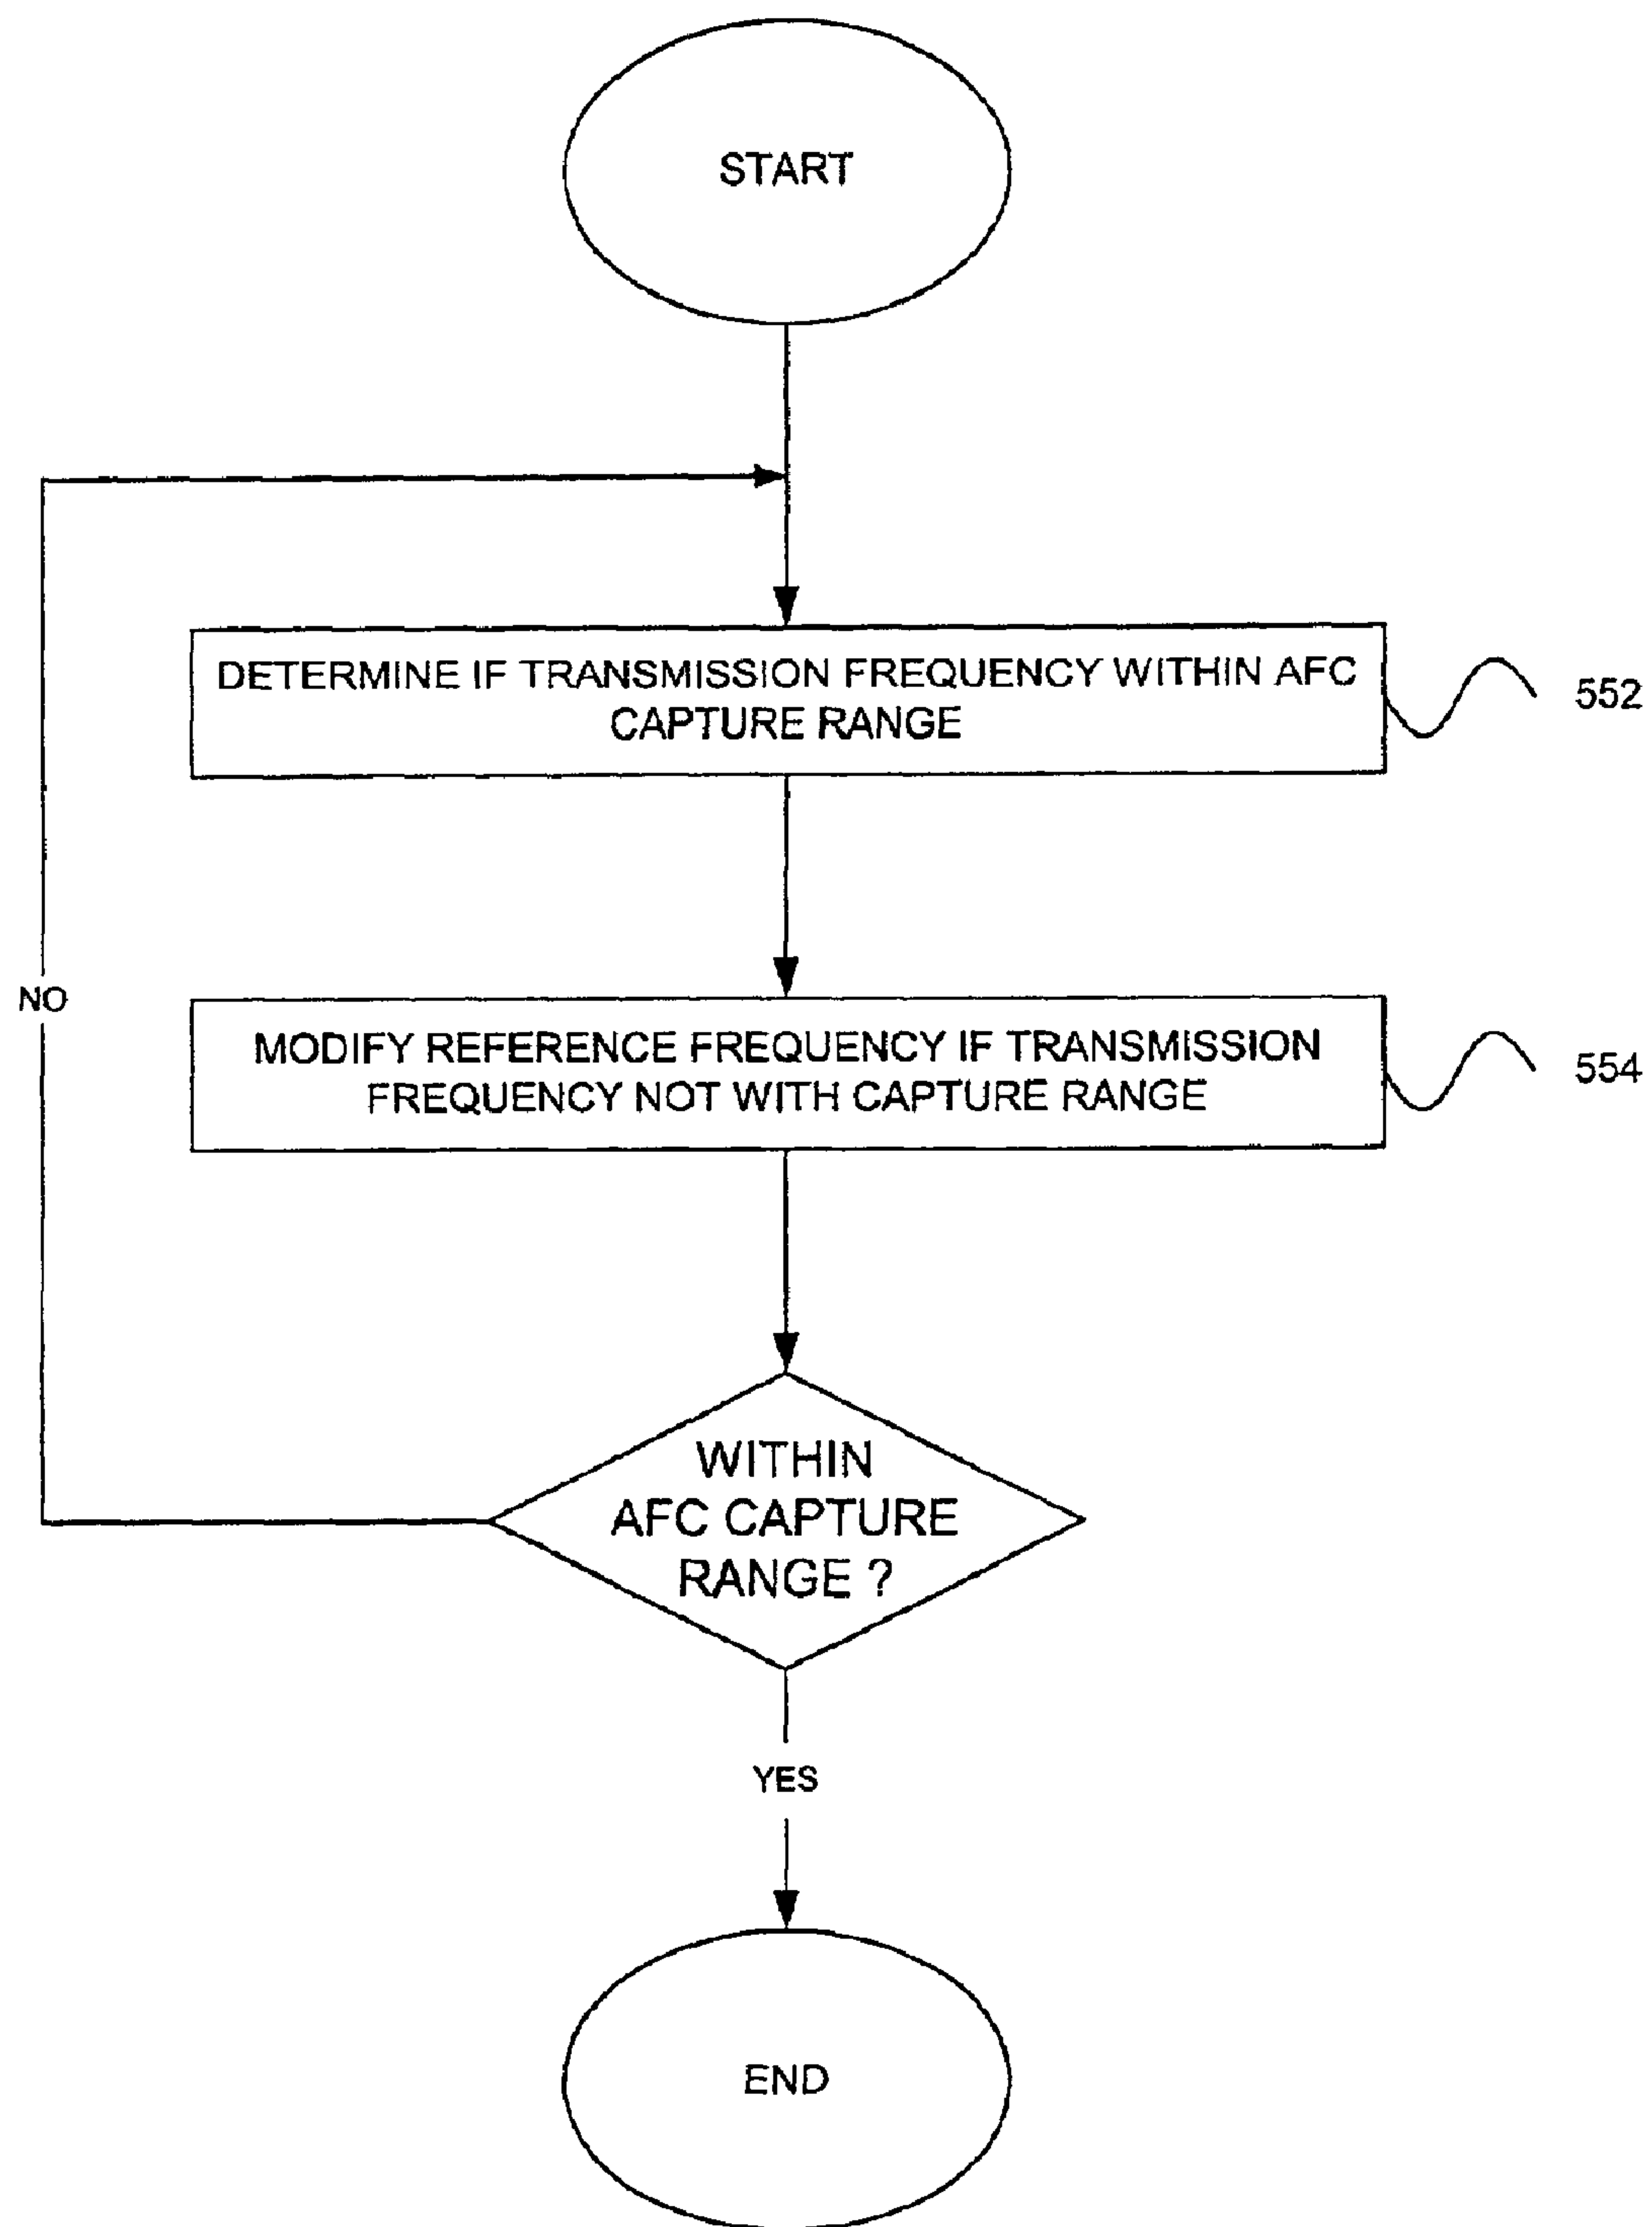 START
DETERMINE IF TRANSMISSION FREQUENCY WITHIN AFC
CAPTURE RANGE
552
NO
MODIFY REFERENCE FREQUENCY IF TRANSMISSION
FREQUENCY NOT WITH CAPTURE RANGE
554
WITHIN
AFC CAPTURE
RANGE ?
YES
END